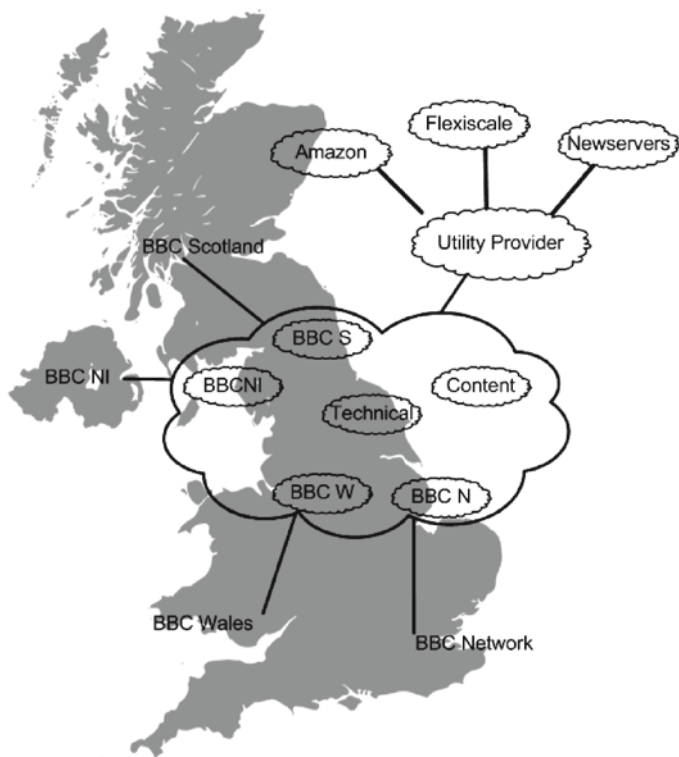 Flexiscale
Amazon
Newservers
Utility Provider
BBC Scotland
BBC S
BBC NI
BBCNI
Content
Technical
BBC W
BBC N
BBC Wales
BBC Network